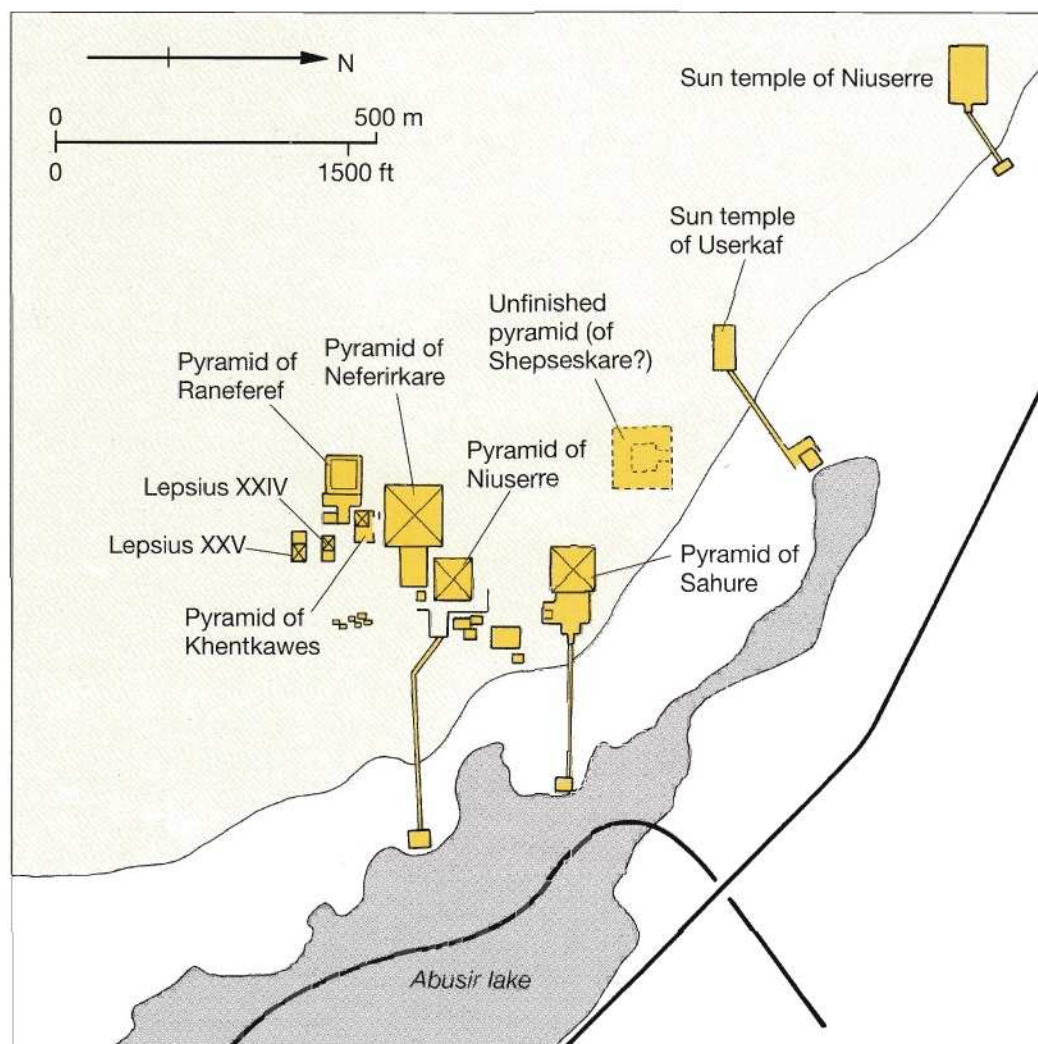 N
0 500 m
0 1500 ft
Sun temple of Niuserre
Sun temple
of Userkaf
Unfinished
pyramid (of
Shepseskare?)
Pyramid of
Raneferef
Pyramid of
Neferirkare
Pyramid of
Niuserre
Lepsius XXIV
Lepsius XXV
Pyramid of
Sahure
Pyramid of
Khentkawes
Abusir lake